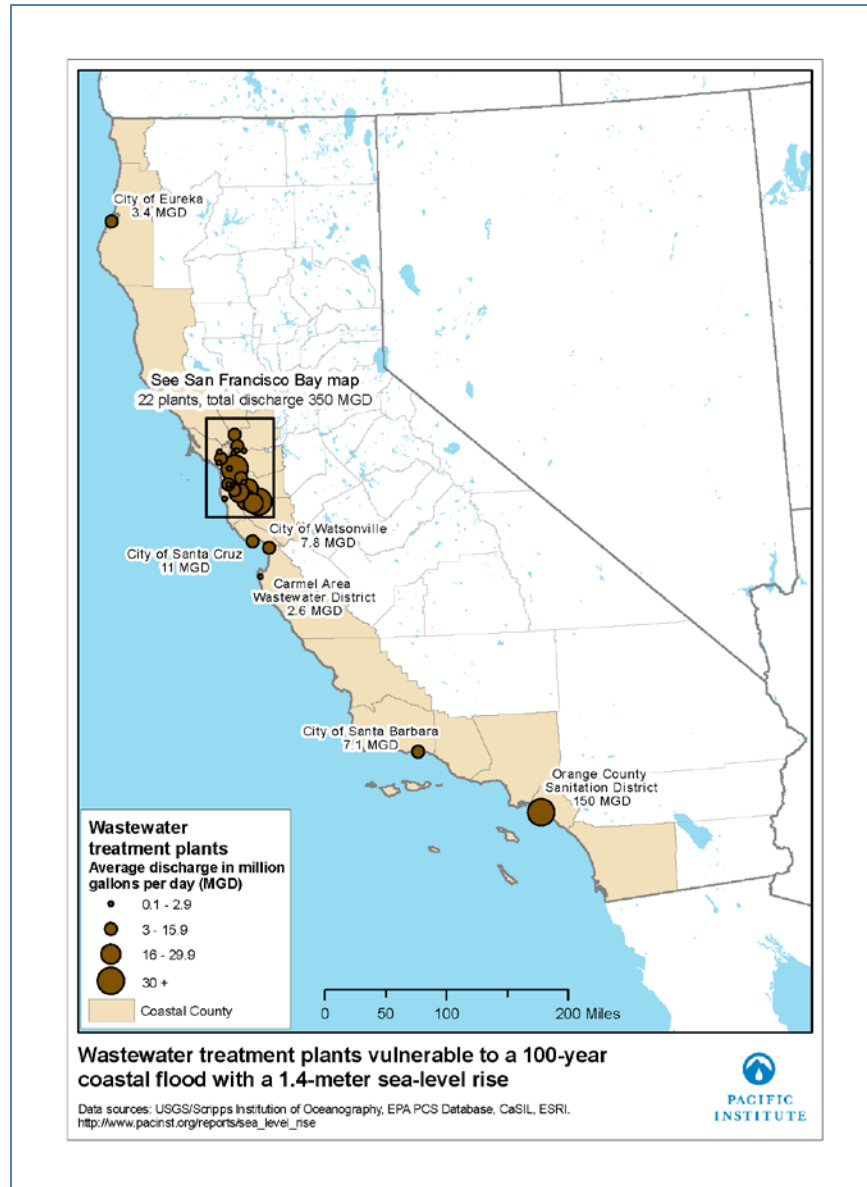 City of Eureka
3.4 MGD
See San Francisco Bay map
22 plants, total discharge 350 MGD
City of Watsonville
7.8 MGD
City of Santa Cruz
11 MGD
Carmel Area
Wastewater District
2.6 MGD
City of Santa Barbara
7.1 MGD
Orange County
Sanitation District
150 MGD
Wastewater
treatment plants
Average discharge in million
gallons per day (MGD)
0.1 - 2.9
3 - 15.9
16 - 29.9
30 +
Coastal County
0 50 100 200 Miles
Wastewater treatment plants vulnerable to a 100-year
coastal flood with a 1.4-meter sea-level rise
Data sources: USGS/Scripps Institution of Oceanography, EPA PCS Database, CaSIL, ESRI.
http://www.pacinst.org/reports/sea_level_rise
PACIFIC
INSTITUTE